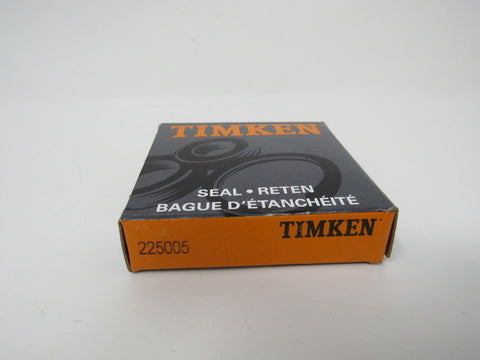 TIMKEN
SEAL • RETEN
BAGUE D'ÉTANCHÉITÉ
TIMKEN
225005